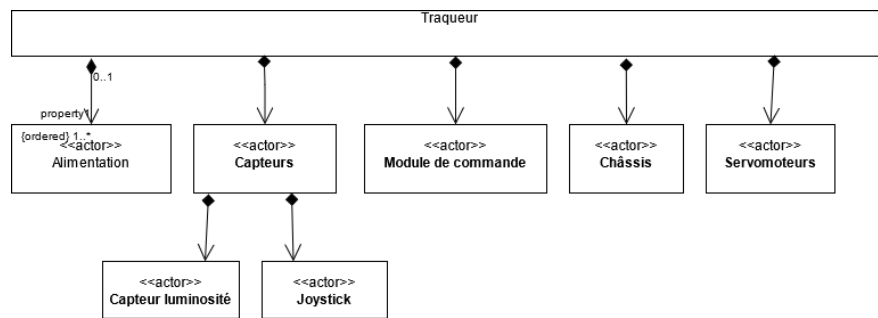 Traqueur
0..1
property1
{ordered} 1..*
<<actor>>
Alimentation
<<actor>>
Capteurs
<<actor>>
Module de commande
<<actor>>
Châssis
<<actor>>
Servomoteurs
<<actor>>
Capteur luminosité
<<actor>>
Joystick